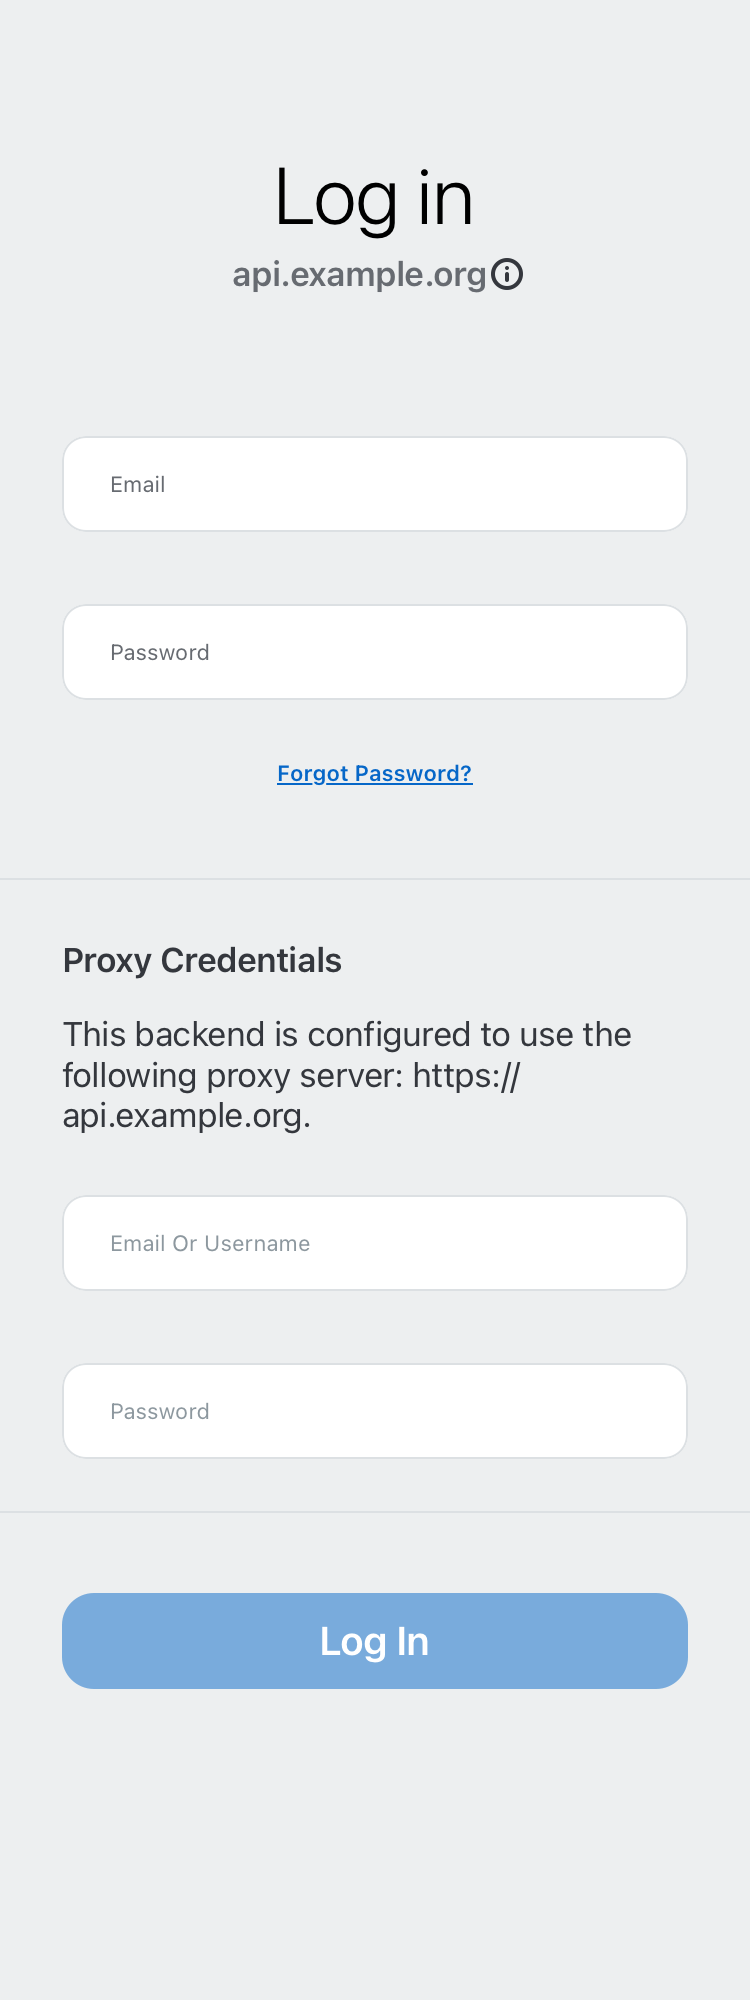 Log in
api.example.org
Email
Password
Forgot Password?
Proxy Credentials
This backend is configured to use the
following proxy server: https://
api.example.org.
Email Or Username
Password
Log In